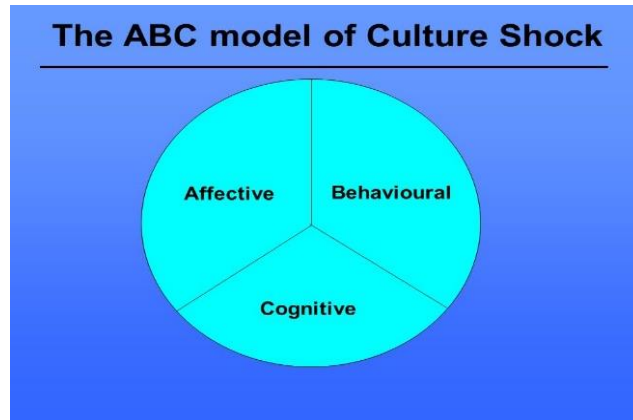 The ABC model of Culture Shock
Affective
Behavioural
Cognitive